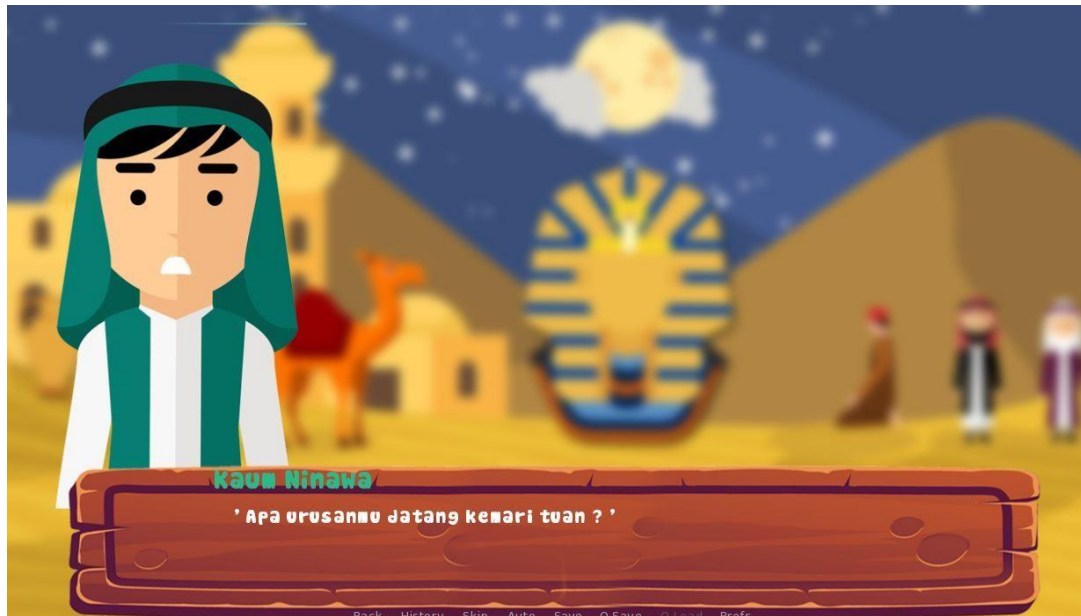 Kaum Ninawa
'Apa urusanmu datang kemari tuan ? '
Back History Skip Auto Save Q.Save Q.Load Prefs